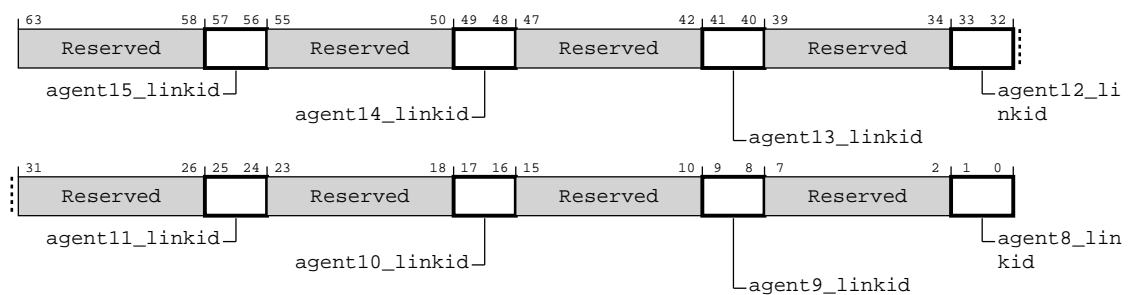 63 58 57 56 55 50 49 48 47 42 41 40 39 34 33 32
Reserved Reserved Reserved Reserved
agent15_linkid agent12_li
agent14_linkid nkid
agent13_linkid
31 26 25 24 23 18 17 16 15 10 9 8 7 2 1 0
Reserved Reserved Reserved Reserved
agent11_linkid agent8_lin
agent10_linkid kid
agent9_linkid